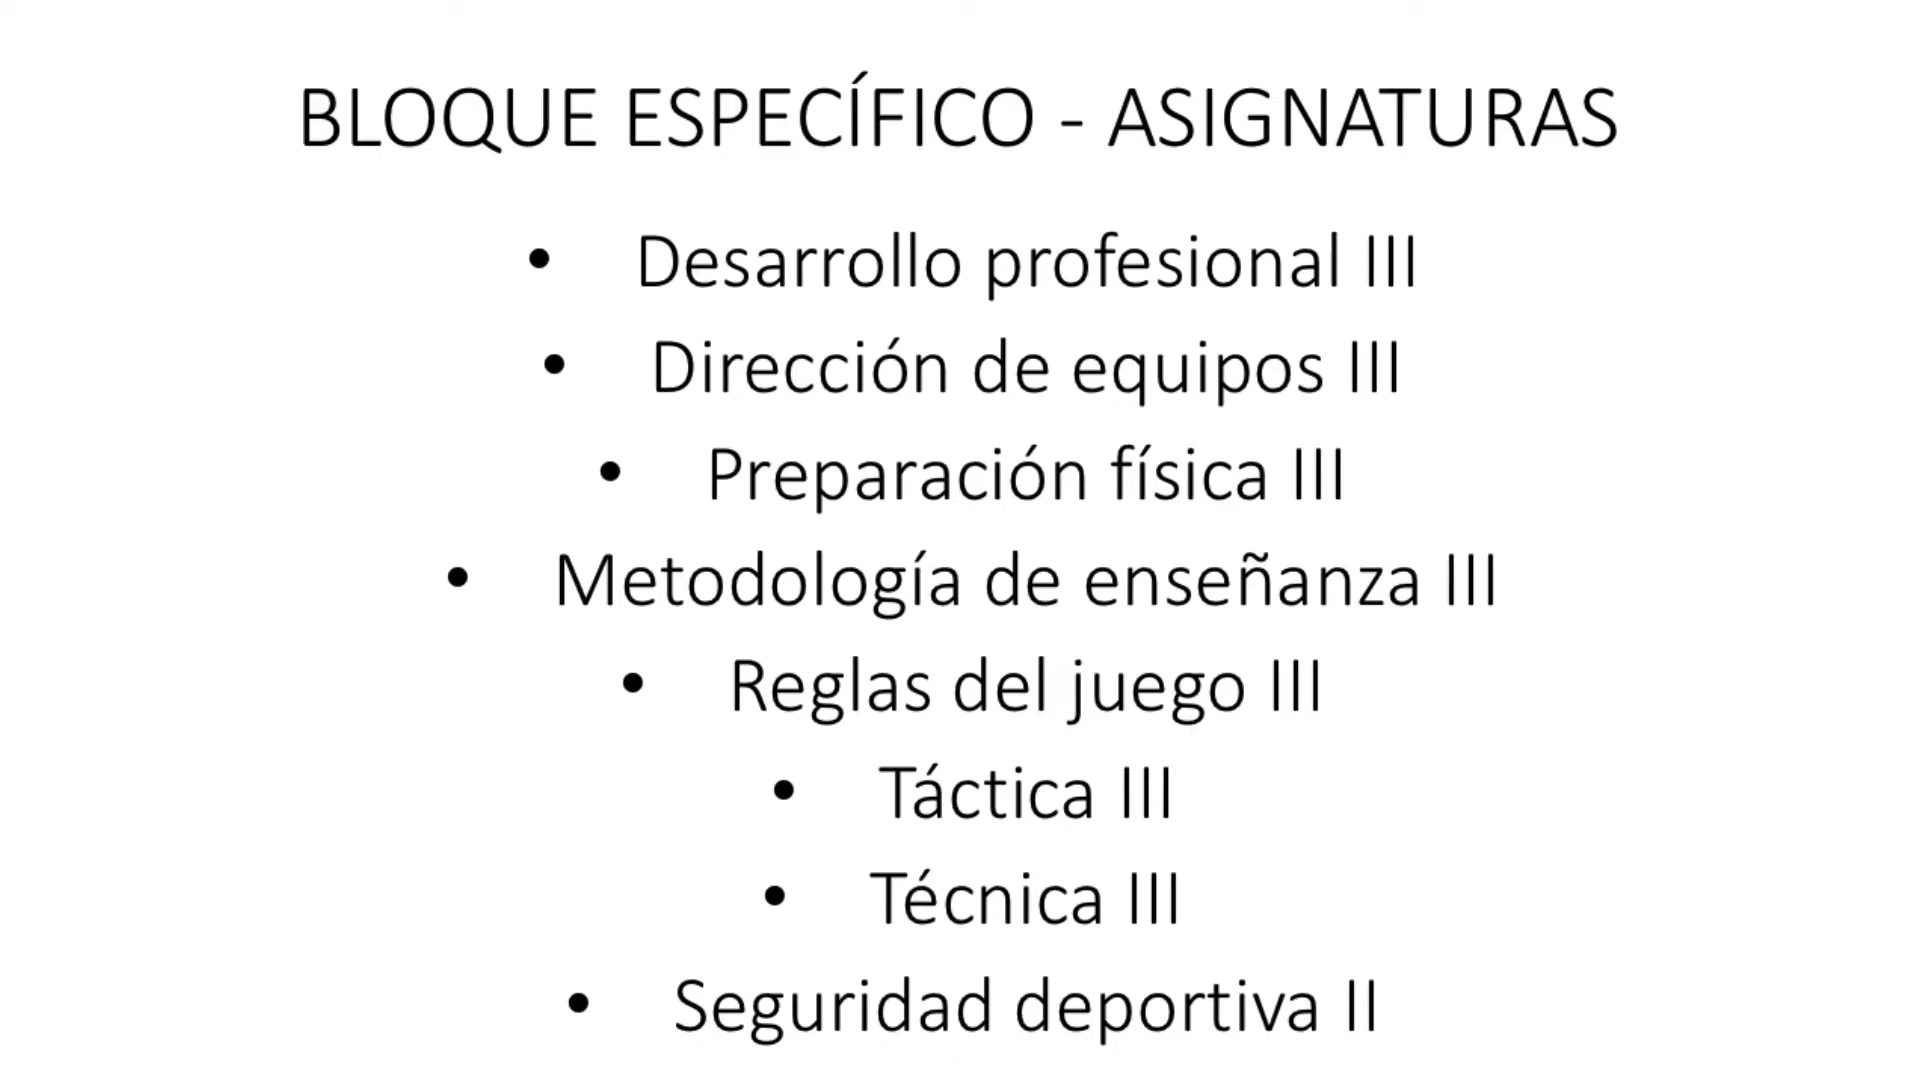 BLOQUE ESPECÍFICO - ASIGNATURAS
• Desarrollo profesional III
• Dirección de equipos III
• Preparación física III
• Metodología de enseñanza III
• Reglas del juego III
• Táctica III
• Técnica III
• Seguridad deportiva II